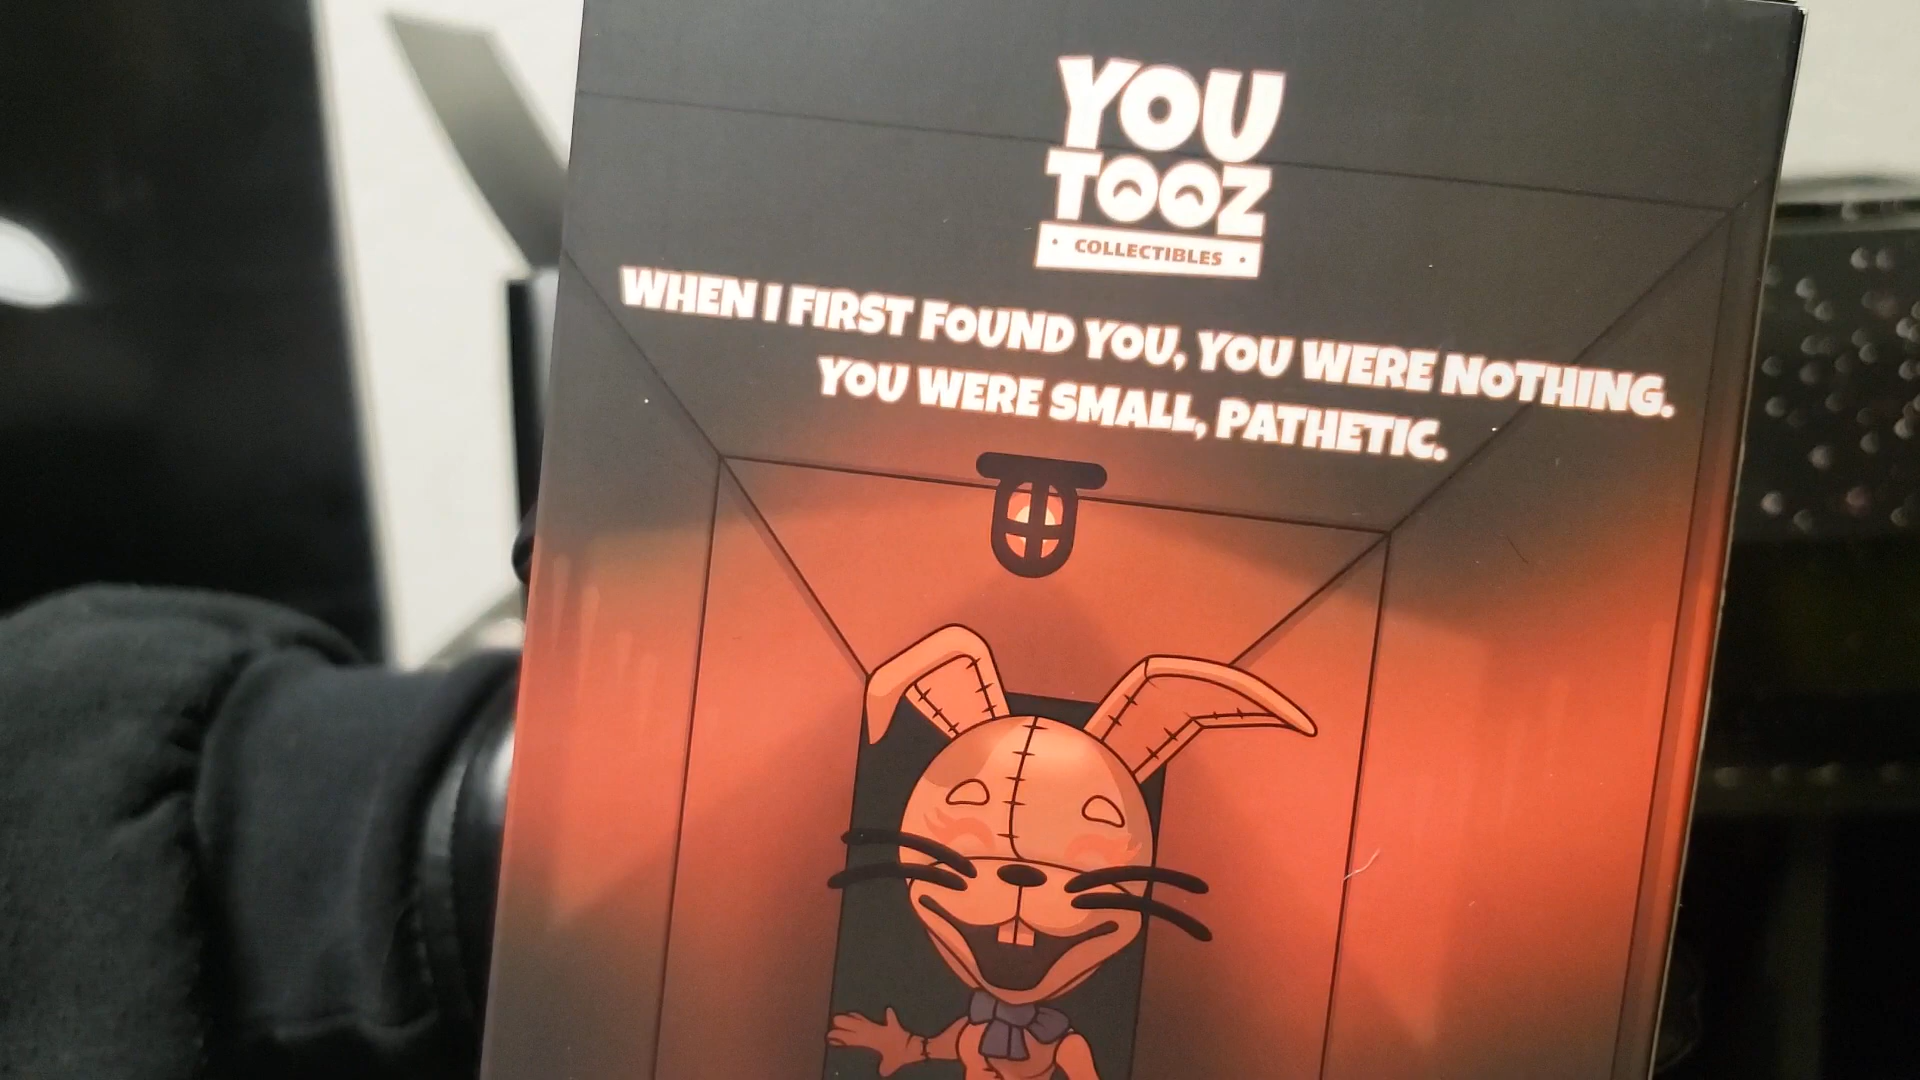 YOU
TOOZ
• COLLECTIBLES •
WHEN I FIRST FOUND YOU, YOU WERE NOTHING.
YOU WERE SMALL, PATHETIC.